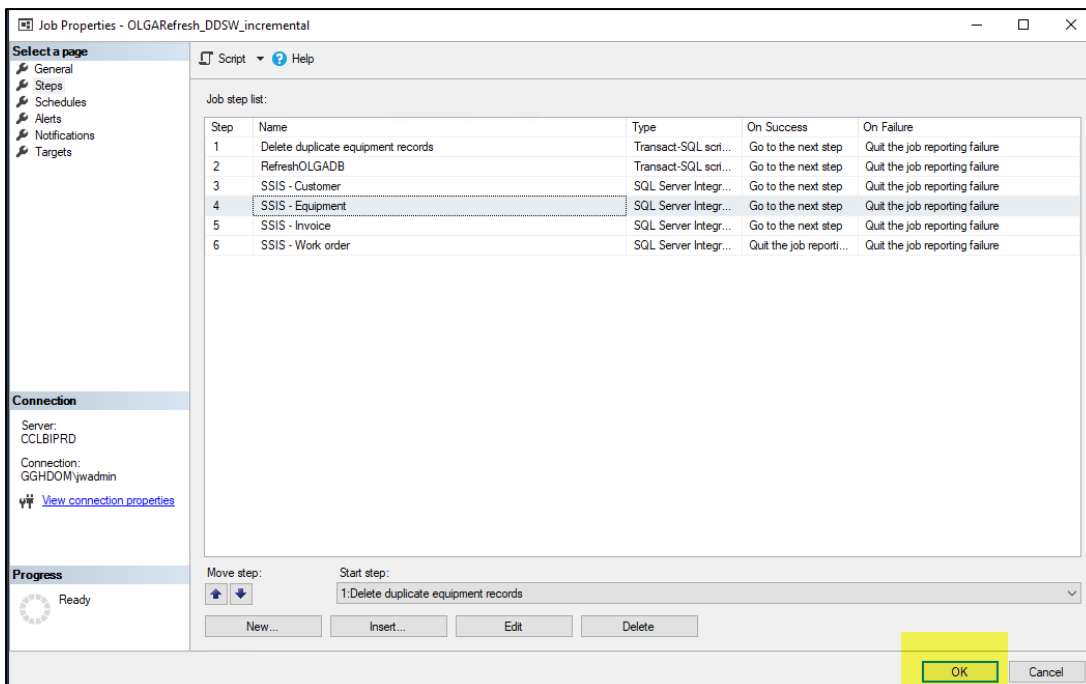 Job Properties - OLGARefresh_DDSW_incremental
Select a page
General
Steps
Schedules
Alerts
Notifications
Targets
Script Help
Job step list:
Step Name Type On Success On Failure
1 Delete duplicate equipment records Transact-SQL scri... Go to the next step Quit the job reporting failure
2 RefreshOLGADB Transact-SQL scri... Go to the next step Quit the job reporting failure
3 SSIS - Customer SQL Server Integr... Go to the next step Quit the job reporting failure
4 SSIS - Equipment SQL Server Integr... Go to the next step Quit the job reporting failure
5 SSIS - Invoice SQL Server Integr... Go to the next step Quit the job reporting failure
6 SSIS - Work order SQL Server Integr... Quit the job reporti... Quit the job reporting failure
Connection
Server:
CCLBIPRD
Connection:
GGHDOM\jwadmin
View connection properties
Progress
Ready
Move step: Start step:
1:Delete duplicate equipment records
New... Insert... Edit Delete
OK Cancel